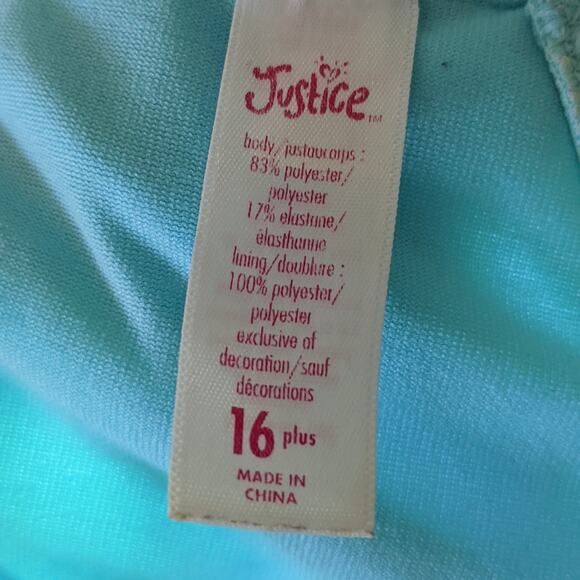 Justice™
body/justaucorps :
83% polyester/
polyester
17% elastane/
élasthanne
lining/doublure :
100% polyester/
polyester
exclusive of
decoration/sauf
décorations
16 plus
MADE IN
CHINA